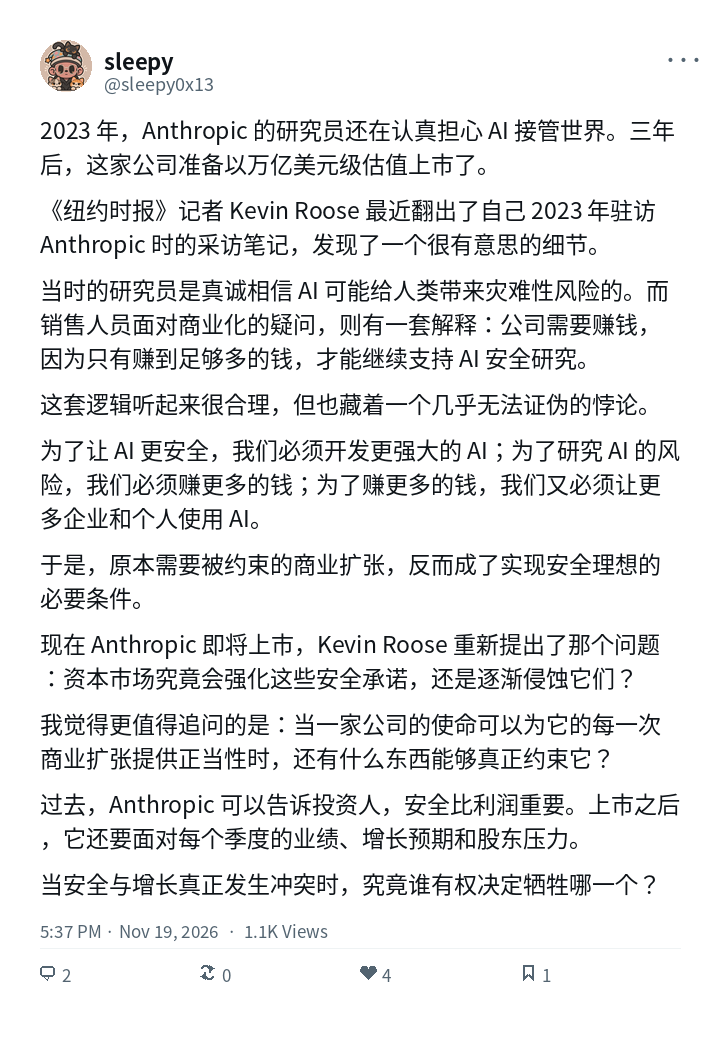 sleepy
@sleepy0x13
2023 年，Anthropic 的研究员还在认真担心 AI 接管世界。三年
后，这家公司准备以万亿美元级估值上市了。
《纽约时报》记者 Kevin Roose 最近翻出了自己 2023 年驻访
Anthropic 时的采访笔记，发现了一个很有意思的细节。
当时的研究员是真诚相信 AI 可能给人类带来灾难性风险的。而
销售人员面对商业化的疑问，则有一套解释：公司需要赚钱，
因为只有赚到足够多的钱，才能继续支持 AI 安全研究。
这套逻辑听起来很合理，但也藏着一个几乎无法证伪的悖论。
为了让 AI 更安全，我们必须开发更强大的 AI；为了研究 AI 的风
险，我们必须赚更多的钱；为了赚更多的钱，我们又必须让更
多企业和个人使用 AI。
于是，原本需要被约束的商业扩张，反而成了实现安全理想的
必要条件。
现在 Anthropic 即将上市，Kevin Roose 重新提出了那个问题
：资本市场究竟会强化这些安全承诺，还是逐渐侵蚀它们？
我觉得更值得追问的是：当一家公司的使命可以为它的每一次
商业扩张提供正当性时，还有什么东西能够真正约束它？
过去，Anthropic 可以告诉投资人，安全比利润重要。上市之后
，它还要面对每个季度的业绩、增长预期和股东压力。
当安全与增长真正发生冲突时，究竟谁有权决定牺牲哪一个？
5:37 PM · Nov 19, 2026 · 1.1K Views
2 0 4 1